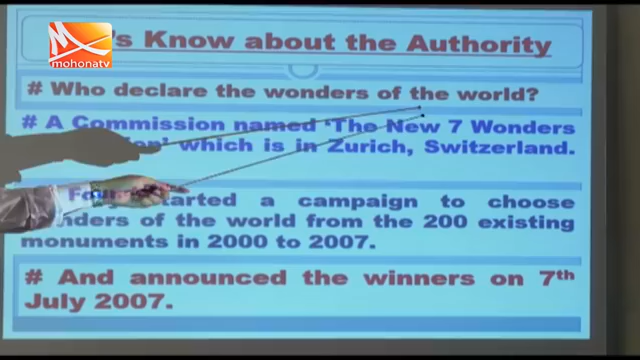 's Know about the Authority
mohonatv
# Who declare the wonders of the world?
# A Commission named ‘The New 7 Wonders
which is in Zurich, Switzerland.
started a campaign to choose
of the world from the 200 existing
monuments in 2000 to 2007.
# And announced the winners on 7th
July 2007.